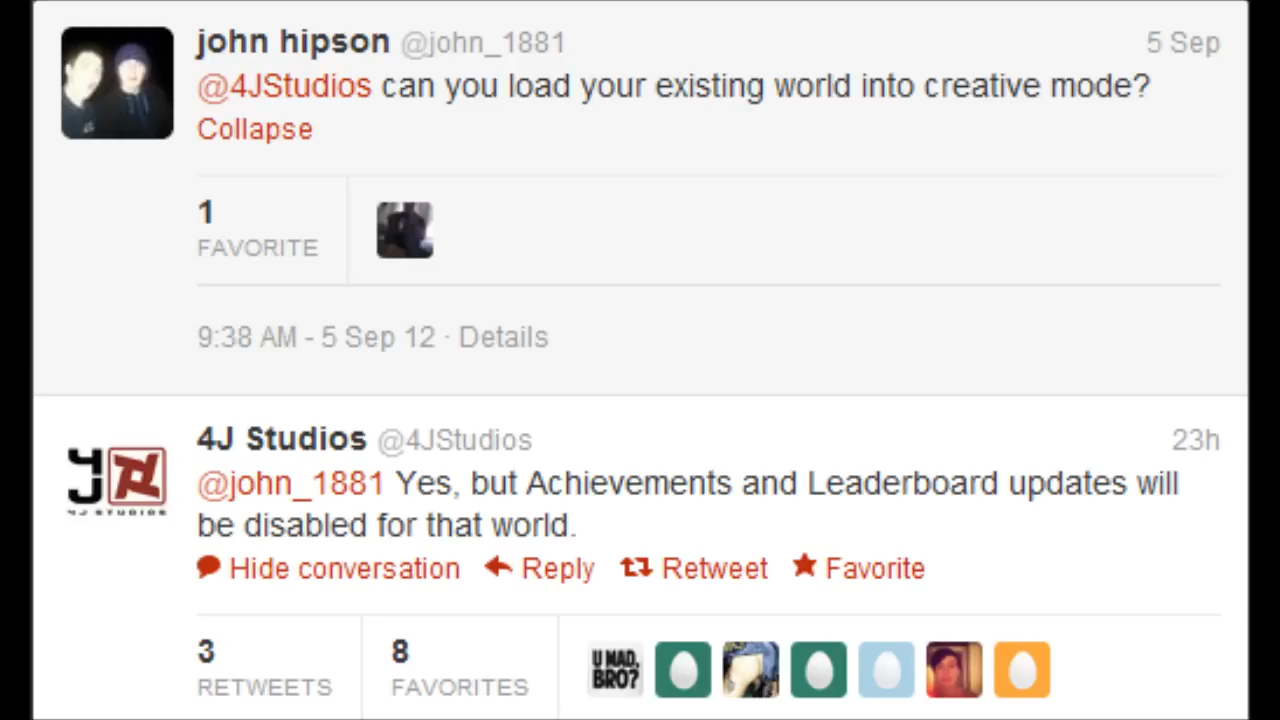 john hipson @john_1881 5 Sep
@4JStudios can you load your existing world into creative mode?
Collapse
1
FAVORITE
9:38 AM - 5 Sep 12 · Details
4J Studios @4JStudios 23h
4J STUDIOS
@john_1881 Yes, but Achievements and Leaderboard updates will
be disabled for that world.
Hide conversation Reply Retweet Favorite
3 8
RETWEETS FAVORITES
U MAD,
BRO?